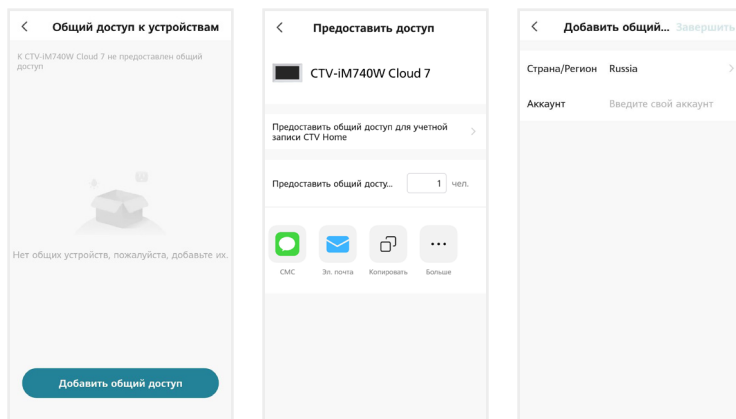 Общий доступ к устройствам
К CTV-iM740W Cloud 7 не предоставлен общий
доступ
Нет общих устройств, пожалуйста, добавьте их.
Добавить общий доступ
Предоставить доступ
CTV-iM740W Cloud 7
Предоставить общий доступ для учетной
записи CTV Home
Предоставить общий досту... 1 чел.
СМС Эл. почта Копировать Больше
Добавить общий... Завершить
Страна/Регион Russia
Аккаунт Введите свой аккаунт